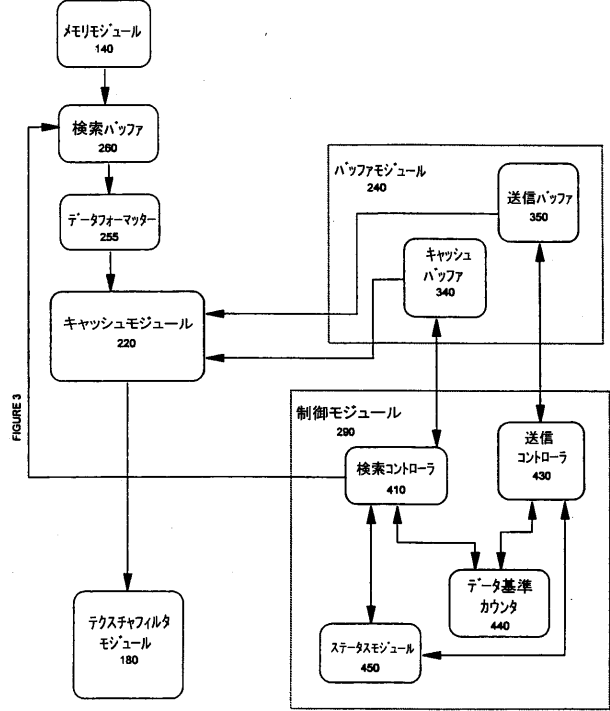 メモリモジュール
140
検索バッファ
260
データフォーマッター
255
キャッシュモジュール
220
バッファモジュール
240
送信バッファ
350
キャッシュ
バッファ
340
FIGURE 3
制御モジュール
290
検索コントローラ
410
送信
コントローラ
430
データ基準
カウンタ
440
ステータスモジュール
450
テクスチャフィルタ
モジュール
180